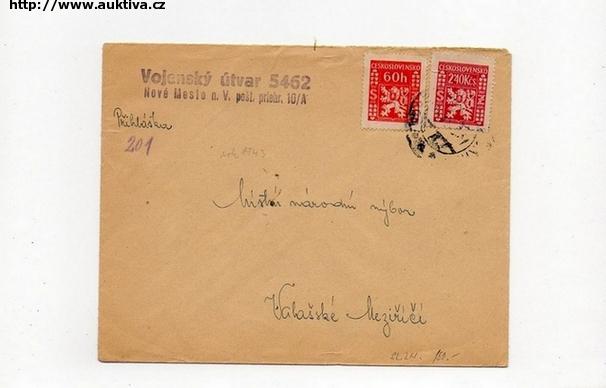 http://www.auktiva.cz
Vojenský útvar 5462
Nové Mesto n. V. pošt. priehr. 10/A
ČESKOSLOVENSKO
60h
ČESKOSLOVENSKO
2·40Kčs
Přihláška
201
Místní národní výbor
Valašské Meziříčí
150.-